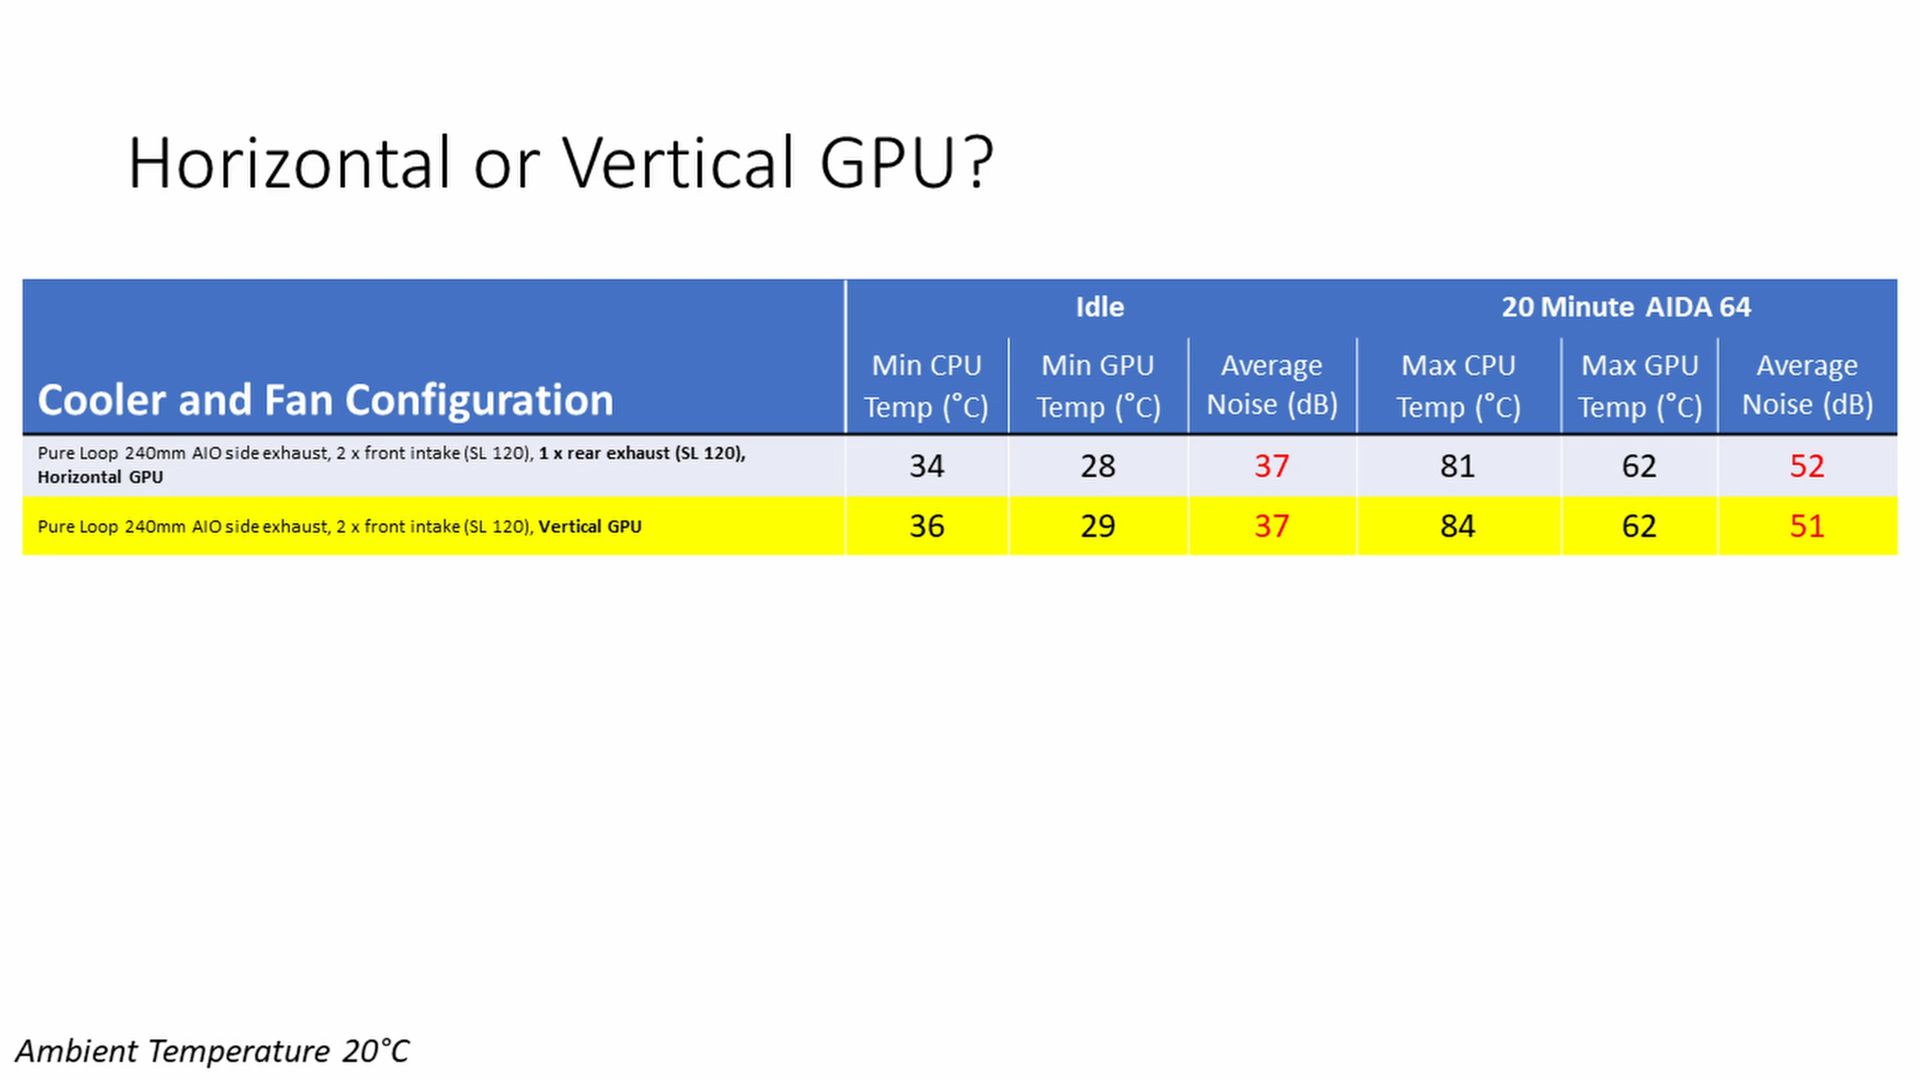 Horizontal or Vertical GPU?
Idle
20 Minute AIDA 64
Cooler and Fan Configuration
Min CPU Temp (°C)
Min GPU Temp (°C)
Average Noise (dB)
Max CPU Temp (°C)
Max GPU Temp (°C)
Average Noise (dB)
Pure Loop 240mm AIO side exhaust, 2 x front intake (SL 120), 1 x rear exhaust (SL 120),
Horizontal GPU
34 28 37 81 62 52
Pure Loop 240mm AIO side exhaust, 2 x front intake (SL 120), Vertical GPU
36 29 37 84 62 51
Ambient Temperature 20°C